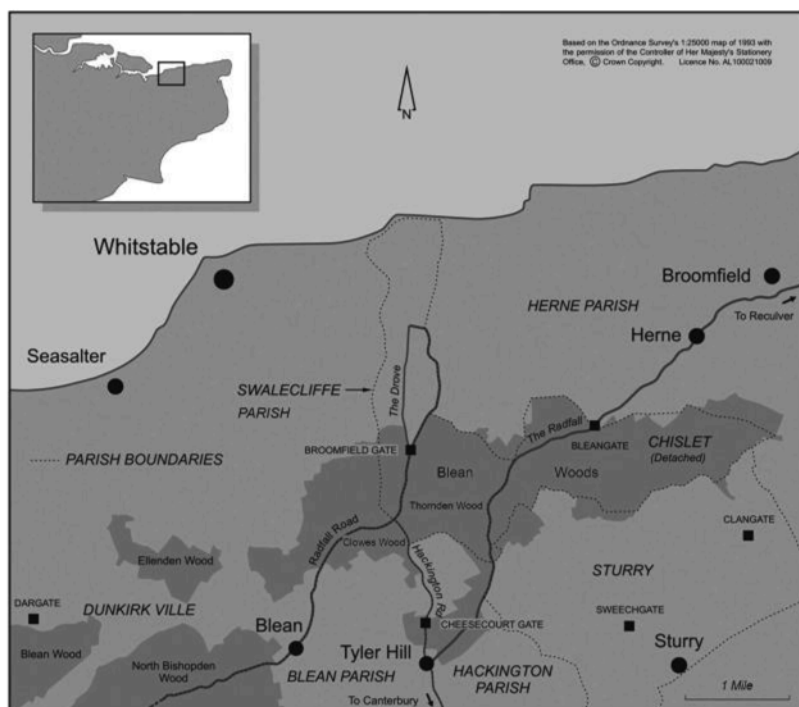 Based on the Ordnance Survey's 1:25000 map of 1993 with
the permission of the Controller of Her Majesty's Stationery
Office, © Crown Copyright. Licence No. AL100021009
N
Whitstable
Broomfield
HERNE PARISH
To Reculver
Herne
Seasalter
SWALECLIFFE
PARISH
The Drove
The Radfall
BLEANGATE
CHISLET
(Detached)
PARISH BOUNDARIES
BROOMFIELD GATE
Blean
Woods
Thornden Wood
CLANGATE
Radfall Road
Clowes Wood
Ellenden Wood
Hackington Rd
STURRY
DARGATE
DUNKIRK VILLE
CHEESECOURT GATE
SWEECHGATE
Blean
Blean Wood
Tyler Hill
Sturry
North Bishopden
Wood
BLEAN PARISH
HACKINGTON
PARISH
1 Mile
To Canterbury